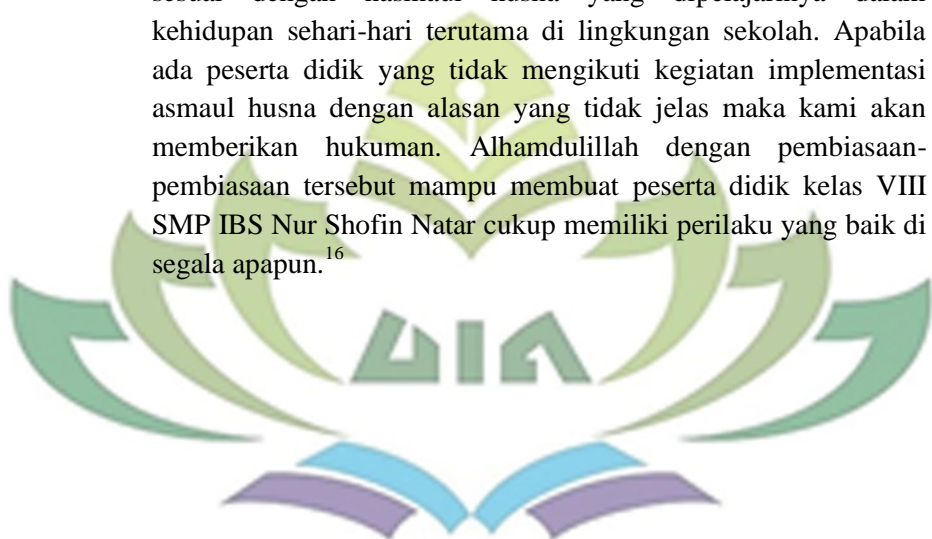 kehidupan sehari-hari terutama di lingkungan sekolah. Apabila
ada peserta didik yang tidak mengikuti kegiatan implementasi
asmaul husna dengan alasan yang tidak jelas maka kami akan
memberikan hukuman. Alhamdulillah dengan pembiasaan-
pembiasaan tersebut mampu membuat peserta didik kelas VIII
SMP IBS Nur Shofin Natar cukup memiliki perilaku yang baik di
segala apapun.16
UIN